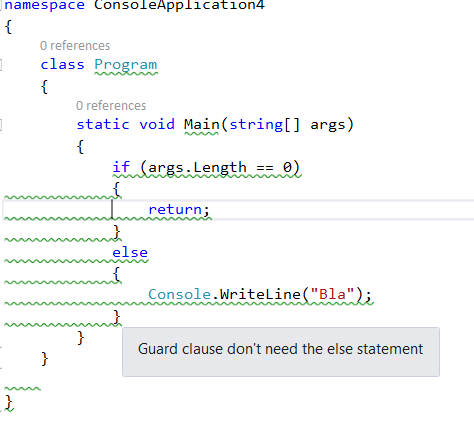 namespace ConsoleApplication4
{
0 references
class Program
{
0 references
static void Main(string[] args)
{
if (args.Length == 0)
{
return;
}
else
{
Console.WriteLine("Bla");
}
}
Guard clause don't need the else statement
}
}